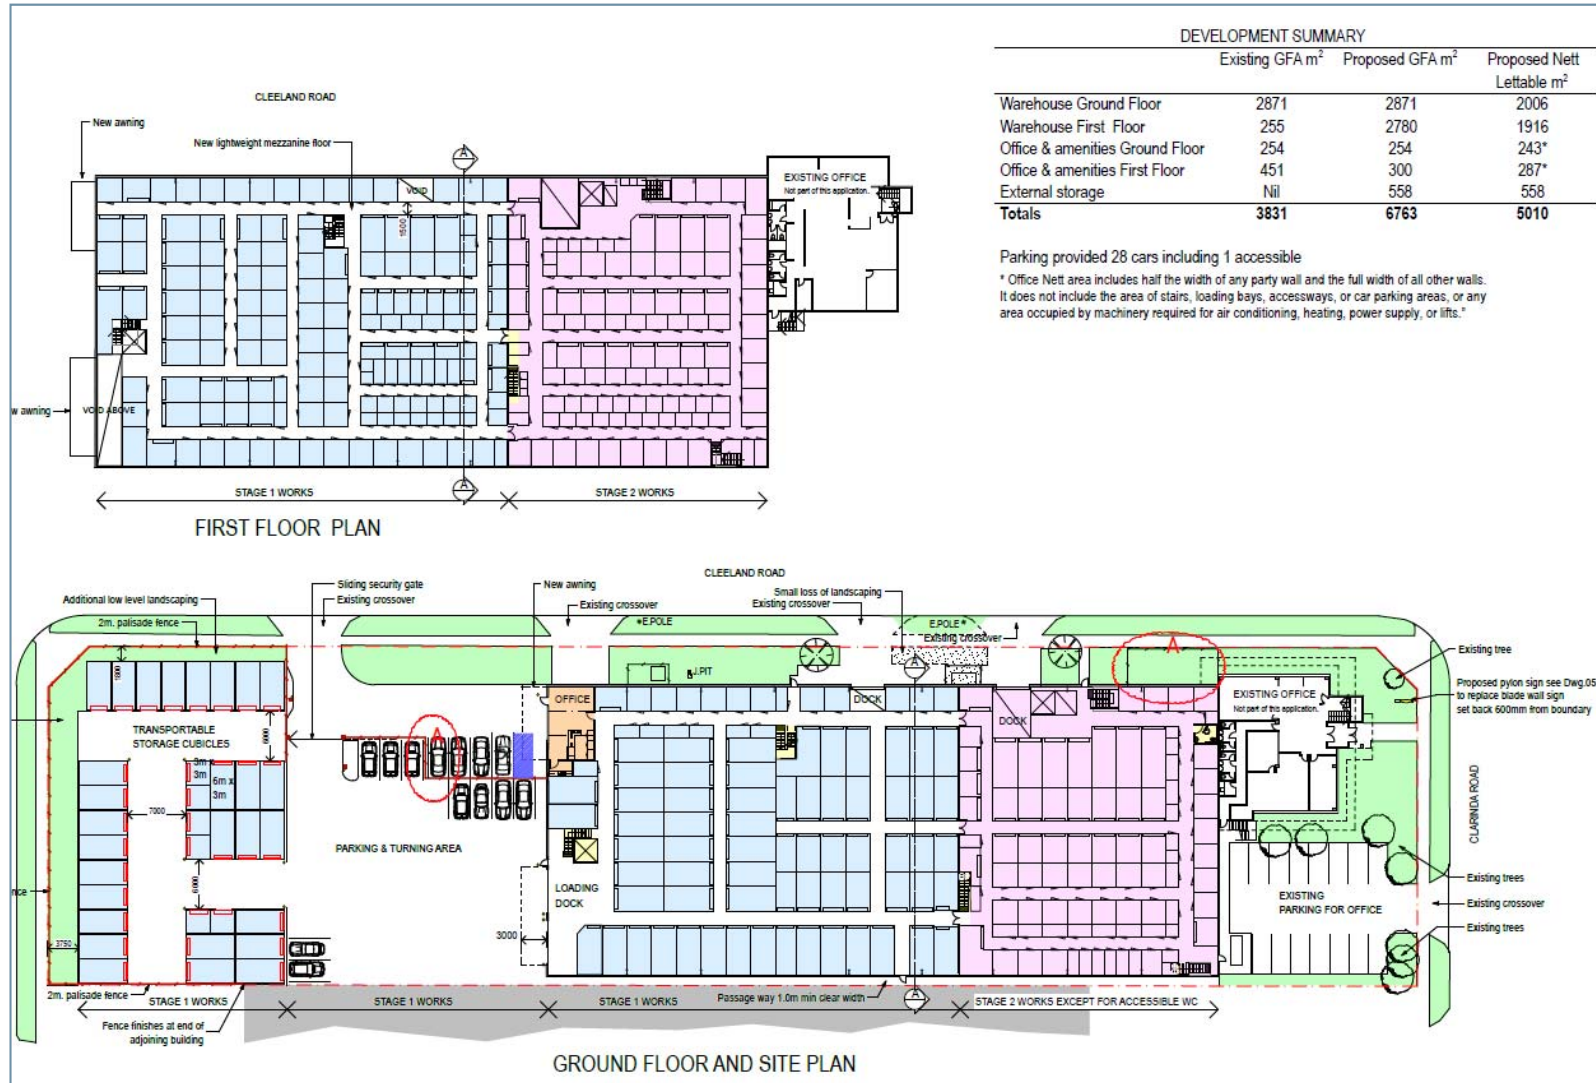 DEVELOPMENT SUMMARY
Existing GFA m² Proposed GFA m² Proposed Nett
Lettable m²
Warehouse Ground Floor 2871 2871 2006
Warehouse First Floor 255 2780 1916
Office & amenities Ground Floor 254 254 243*
Office & amenities First Floor 451 300 287*
External storage Nil 558 558
Totals 3831 6763 5010
Parking provided 28 cars including 1 accessible
* Office Nett area includes half the width of any party wall and the full width of all other walls.
It does not include the area of stairs, loading bays, accessways, or car parking areas, or any
area occupied by machinery required for air conditioning, heating, power supply, or lifts.*
CLEELAND ROAD
New awning
New lightweight mezzanine floor
A
VOID
1500
EXISTING OFFICE
Not part of this application.
w awning
VOID ABOVE
A
STAGE 1 WORKS
STAGE 2 WORKS
FIRST FLOOR PLAN
CLEELAND ROAD
Sliding security gate
Existing crossover
New awning
Existing crossover
Small loss of landscaping
Existing crossover
Additional low level landscaping
2m. palisade fence
*E.POLE
E.POLE*
Existing crossover
A
A
J.PIT
1800
Existing tree
Proposed pylon sign see Dwg.05
to replace blade wall sign
set back 600mm from boundary
EXISTING OFFICE
Not part of this application.
OFFICE
DOCK
DOCK
TRANSPORTABLE
STORAGE CUBICLES
6000
A
3m x
3m
6m x
3m
7000
PARKING & TURNING AREA
6000
LOADING
DOCK
3000
3750
nce
CLARINDA ROAD
EXISTING
PARKING FOR OFFICE
Existing trees
Existing crossover
Existing trees
2m. palisade fence
STAGE 1 WORKS
STAGE 1 WORKS
STAGE 1 WORKS
Passage way 1.0m min clear width
A
STAGE 2 WORKS EXCEPT FOR ACCESSIBLE WC
Fence finishes at end of
adjoining building
GROUND FLOOR AND SITE PLAN